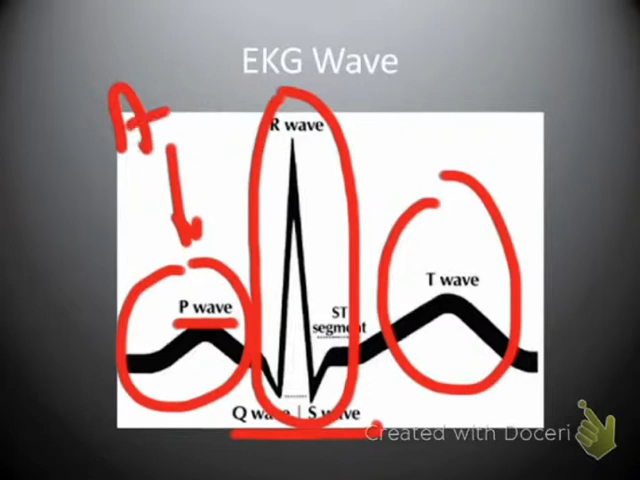 EKG Wave
A
R wave
P wave
T wave
ST
segment
Q wave | S wave
Created with Doceri